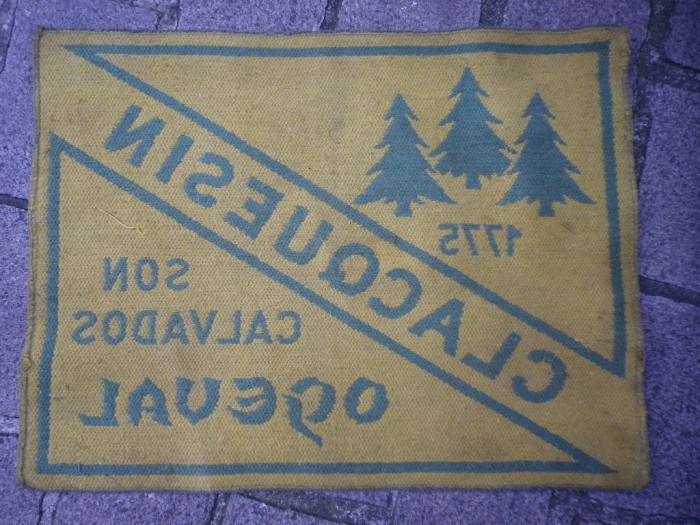 1775
CLACQUESIN
SON
CALVADOS
OGEVAL